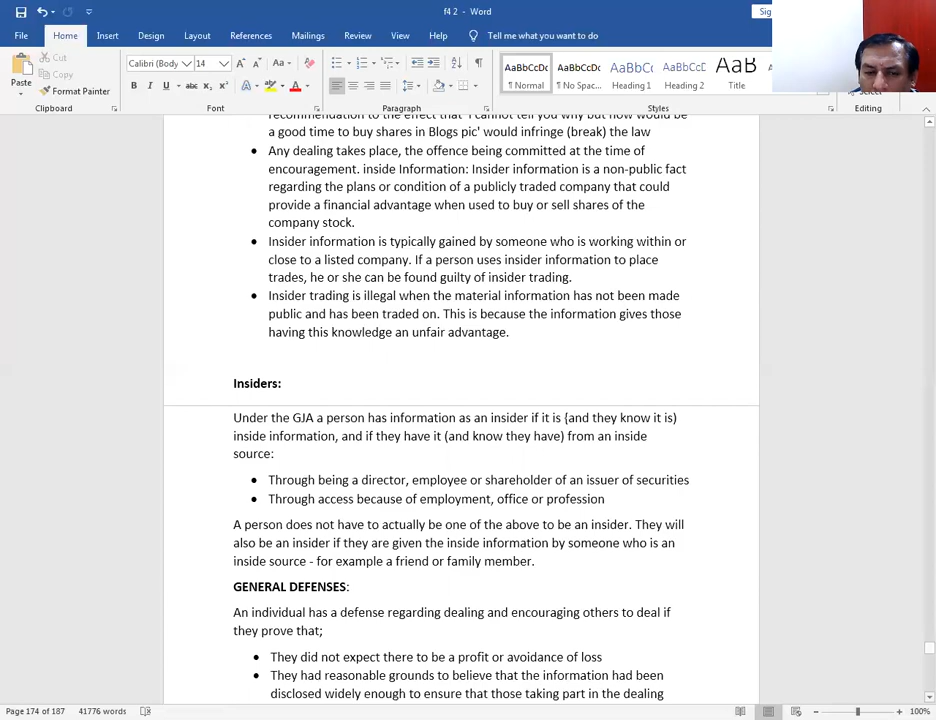 f4 2 - Word
Sig
File Home Insert Design Layout References Mailings Review View Help Tell me what you want to do
Cut
Copy
Format Painter
Paste
Calibri (Body 14
AaBbCcDc AaBbCcDc AaBbCc AaBbCcD AaB
¶ Normal ¶ No Spac... Heading 1 Heading 2 Title
Clipboard Font Paragraph Styles Editing
recommendation to the effect that 'I cannot tell you why but now would be
a good time to buy shares in Blogs pic' would infringe (break) the law
• Any dealing takes place, the offence being committed at the time of
encouragement. inside Information: Insider information is a non-public fact
regarding the plans or condition of a publicly traded company that could
provide a financial advantage when used to buy or sell shares of the
company stock.
• Insider information is typically gained by someone who is working within or
close to a listed company. If a person uses insider information to place
trades, he or she can be found guilty of insider trading.
• Insider trading is illegal when the material information has not been made
public and has been traded on. This is because the information gives those
having this knowledge an unfair advantage.
Insiders:
Under the GJA a person has information as an insider if it is {and they know it is)
inside information, and if they have it (and know they have) from an inside
source:
• Through being a director, employee or shareholder of an issuer of securities
• Through access because of employment, office or profession
A person does not have to actually be one of the above to be an insider. They will
also be an insider if they are given the inside information by someone who is an
inside source - for example a friend or family member.
GENERAL DEFENSES:
An individual has a defense regarding dealing and encouraging others to deal if
they prove that;
• They did not expect there to be a profit or avoidance of loss
• They had reasonable grounds to believe that the information had been
disclosed widely enough to ensure that those taking part in the dealing
Page 174 of 187 41776 words 100%